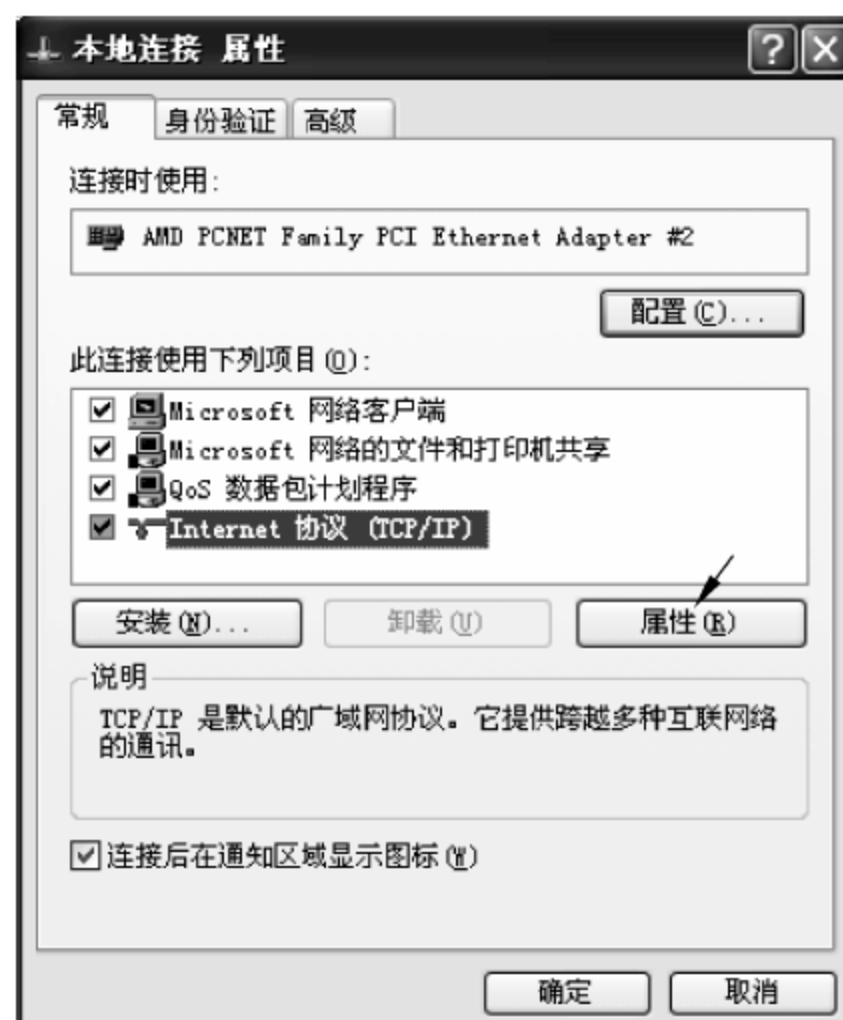 本地连接 属性
常规 身份验证 高级
连接时使用:
AMD PCNET Family PCI Ethernet Adapter #2
配置(C)...
此连接使用下列项目(O):
Microsoft 网络客户端
Microsoft 网络的文件和打印机共享
QoS 数据包计划程序
Internet 协议 (TCP/IP)
安装(N)... 卸载(U) 属性(R)
说明
TCP/IP 是默认的广域网协议。它提供跨越多种互联网络
的通讯。
连接后在通知区域显示图标(W)
确定 取消